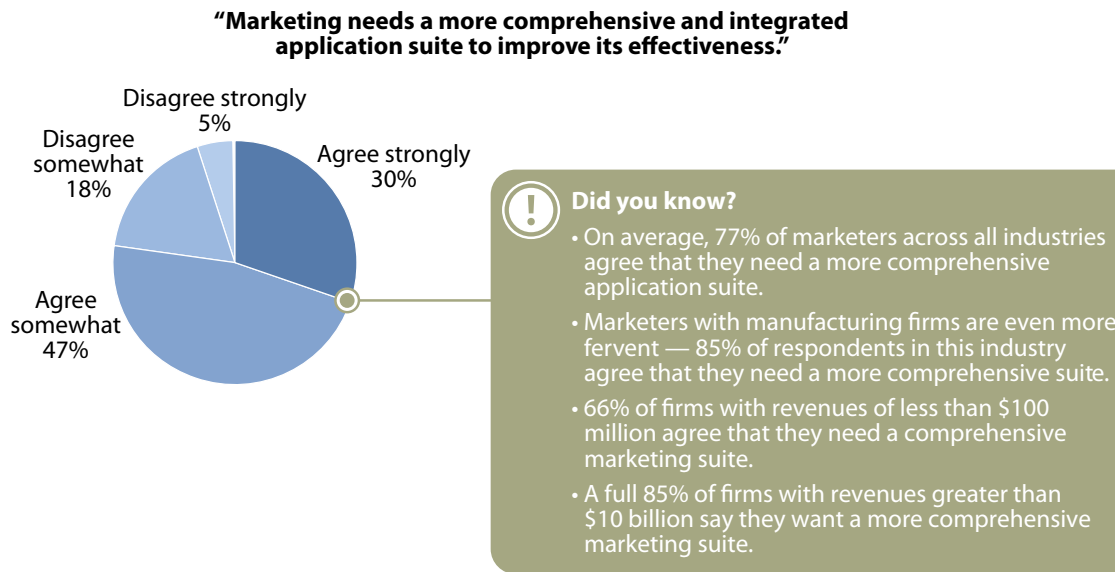 “Marketing needs a more comprehensive and integrated
application suite to improve its effectiveness.”
Disagree strongly
5%
Disagree
somewhat
18%
Agree strongly
30%
Agree
somewhat
47%
!
Did you know?
• On average, 77% of marketers across all industries
agree that they need a more comprehensive
application suite.
• Marketers with manufacturing firms are even more
fervent — 85% of respondents in this industry
agree that they need a more comprehensive suite.
• 66% of firms with revenues of less than $100
million agree that they need a comprehensive
marketing suite.
• A full 85% of firms with revenues greater than
$10 billion say they want a more comprehensive
marketing suite.